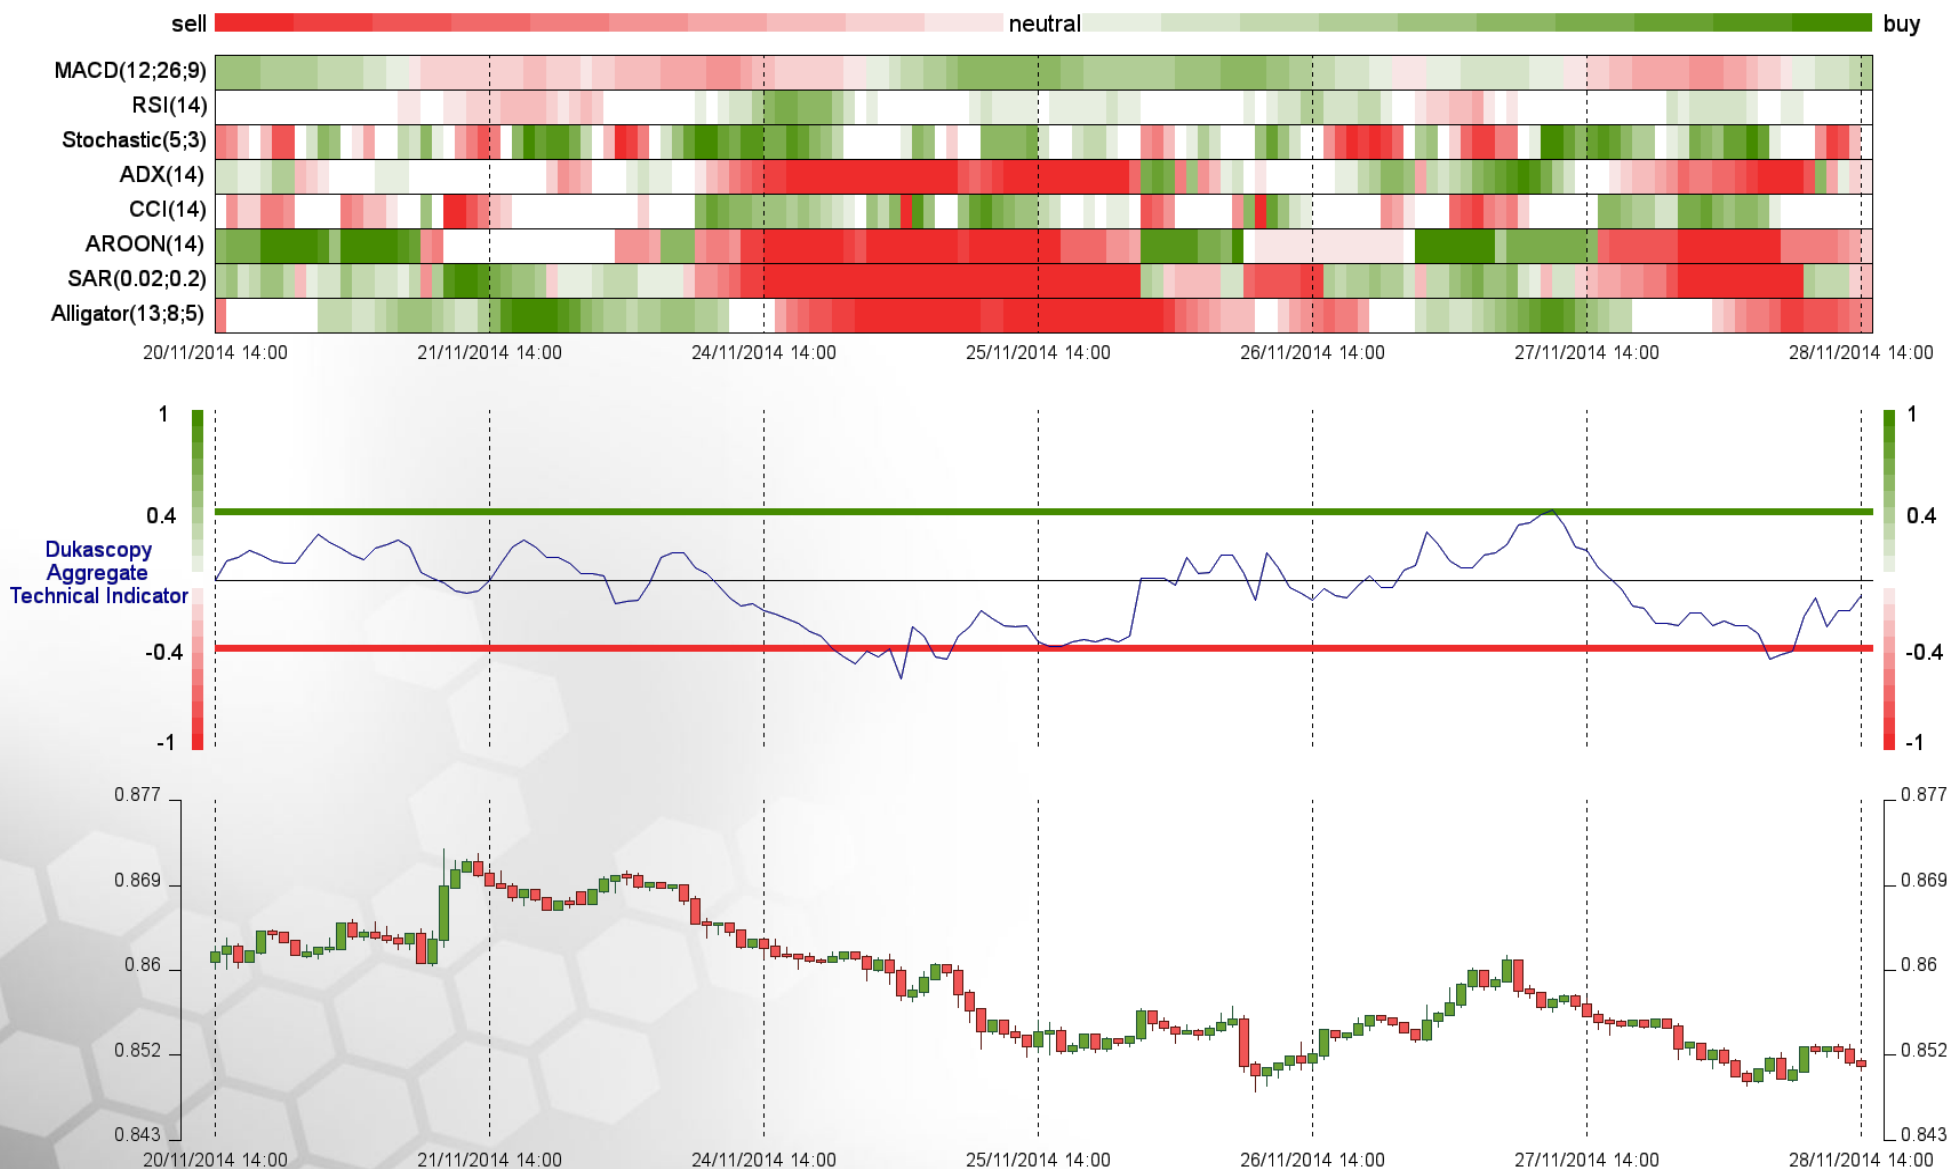 sell neutral buy
MACD(12;26;9)
RSI(14)
Stochastic(5;3)
ADX(14)
CCI(14)
AROON(14)
SAR(0.02;0.2)
Alligator(13;8;5)
20/11/2014 14:00 21/11/2014 14:00 24/11/2014 14:00 25/11/2014 14:00 26/11/2014 14:00 27/11/2014 14:00 28/11/2014 14:00
1 1
0.4 0.4
Dukascopy
Aggregate
Technical Indicator
-0.4 -0.4
-1 -1
0.877 0.877
0.869 0.869
0.86 0.86
0.852 0.852
0.843 0.843
20/11/2014 14:00 21/11/2014 14:00 24/11/2014 14:00 25/11/2014 14:00 26/11/2014 14:00 27/11/2014 14:00 28/11/2014 14:00